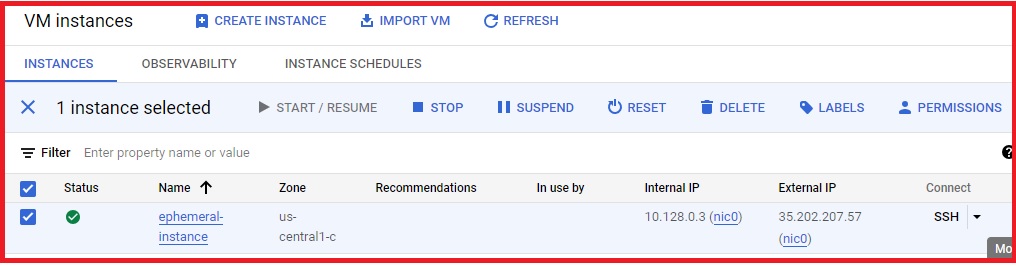 VM instances CREATE INSTANCE IMPORT VM REFRESH
INSTANCES OBSERVABILITY INSTANCE SCHEDULES
1 instance selected START / RESUME STOP SUSPEND RESET DELETE LABELS PERMISSIONS
Filter Enter property name or value
Status Name Zone Recommendations In use by Internal IP External IP Connect
ephemeral- us- 10.128.0.3 (nic0) 35.202.207.57 SSH
instance central1-c (nic0)
Mo